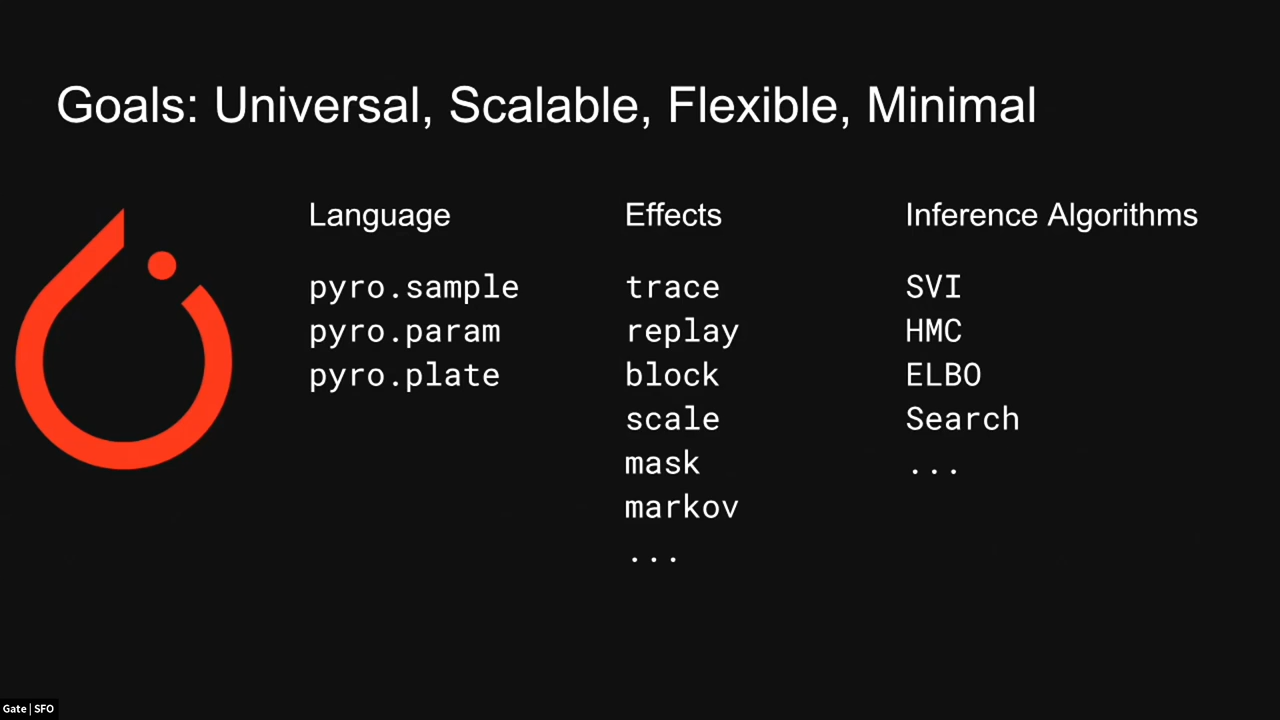 Goals: Universal, Scalable, Flexible, Minimal
Language
pyro.sample
pyro.param
pyro.plate
Effects
trace
replay
block
scale
mask
markov
...
Inference Algorithms
SVI
HMC
ELBO
Search
...
Gate | SFO